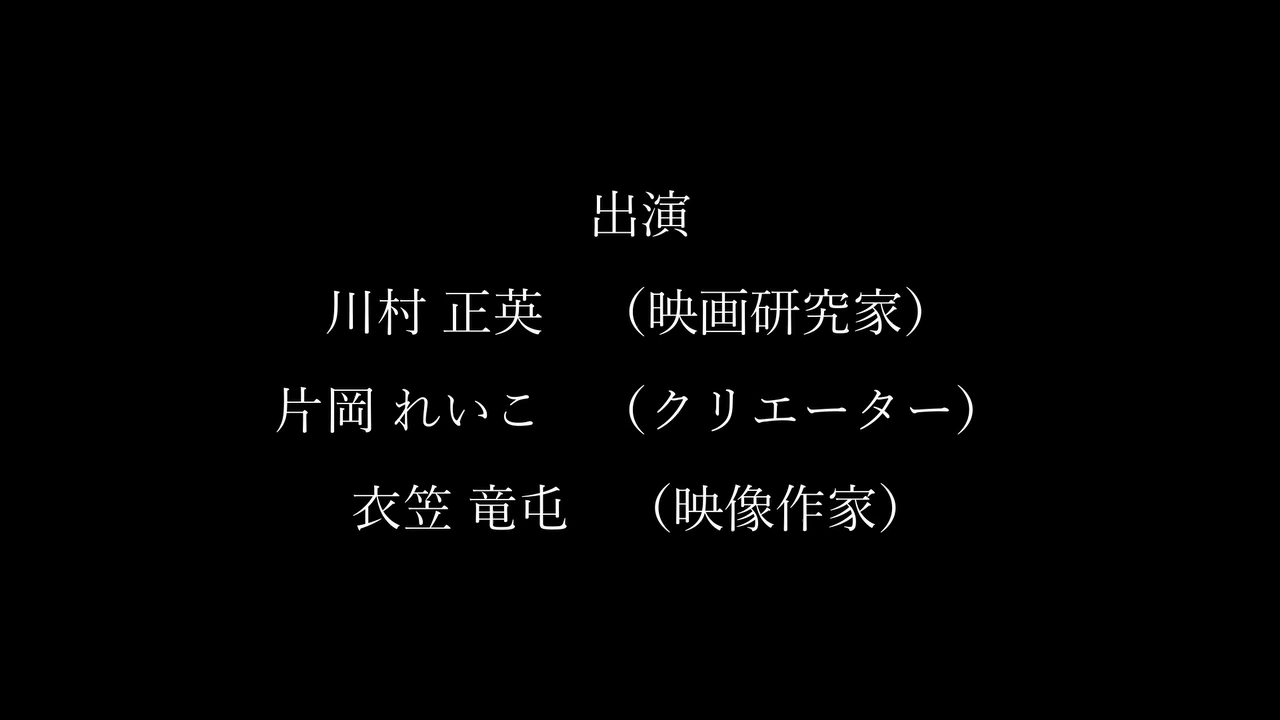 出演
川村 正英 （映画研究家）
片岡 れいこ （クリエーター）
衣笠 竜屯 （映像作家）